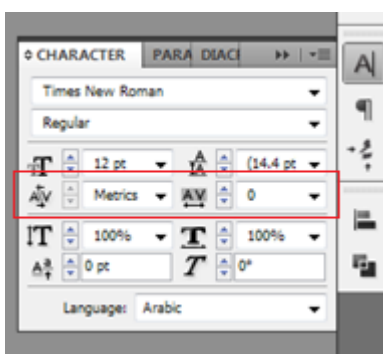 CHARACTER PARA DIACI
Times New Roman
Regular
12 pt (14.4 pt
Metrics 0
100% 100%
0 pt 0°
Language: Arabic